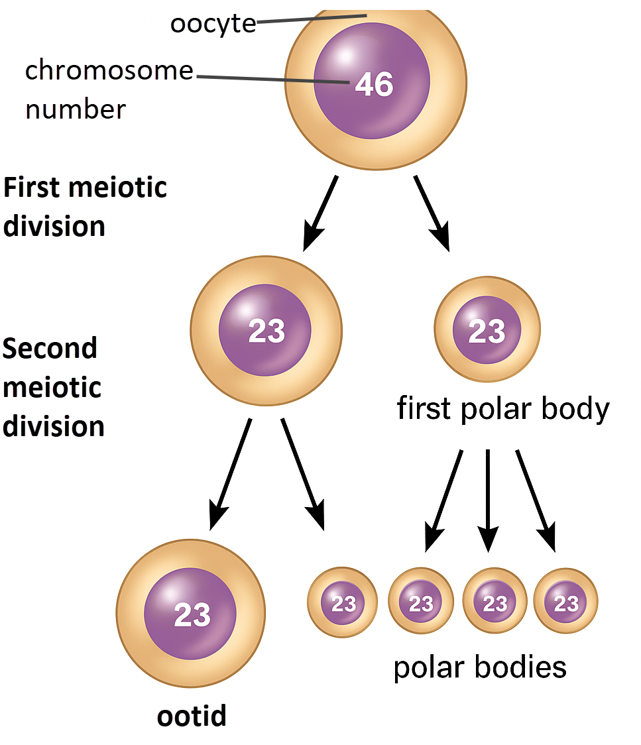 oocyte
chromosome
number
46
First meiotic
division
23
23
Second
meiotic
division
first polar body
23
23
23
23
23
polar bodies
ootid